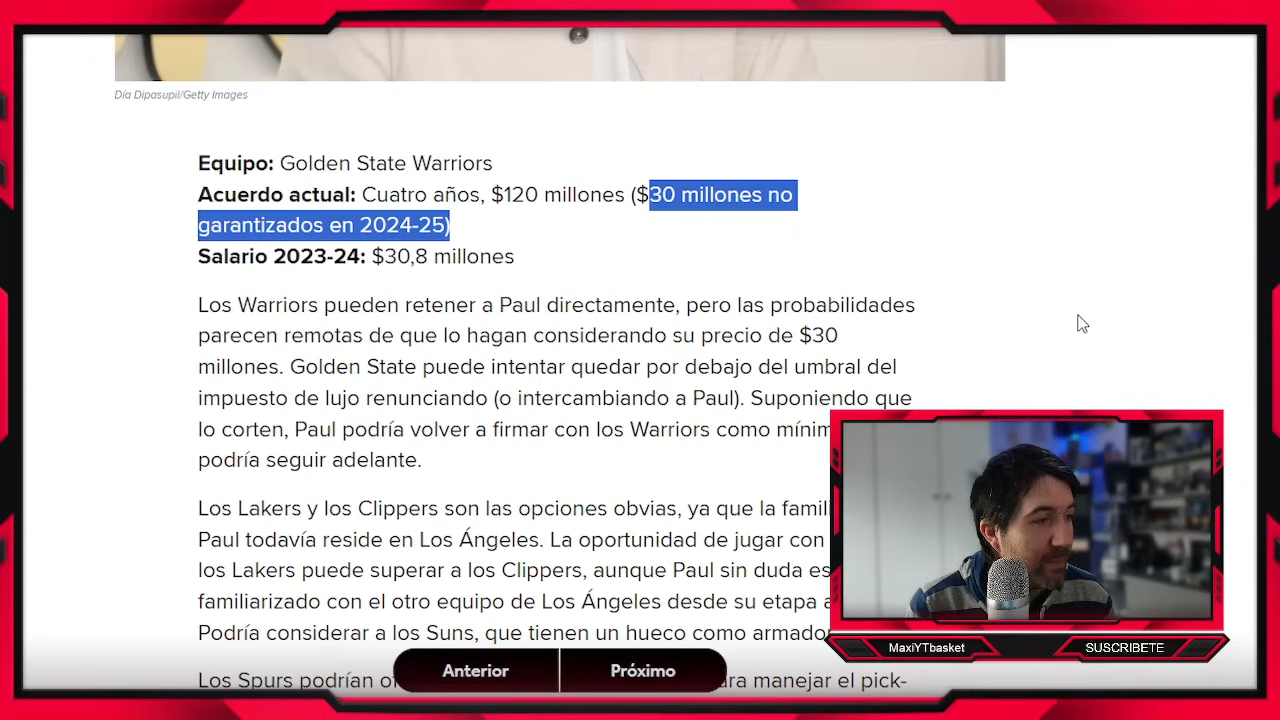 Día Dipasupil/Getty Images
Equipo: Golden State Warriors
Acuerdo actual: Cuatro años, $120 millones ($30 millones no
garantizados en 2024-25)
Salario 2023-24: $30,8 millones
Los Warriors pueden retener a Paul directamente, pero las probabilidades
parecen remotas de que lo hagan considerando su precio de $30
millones. Golden State puede intentar quedar por debajo del umbral del
impuesto de lujo renunciando (o intercambiando a Paul). Suponiendo que
lo corten, Paul podría volver a firmar con los Warriors como
podría seguir adelante.
Los Lakers y los Clippers son las opciones obvias, ya que la
Paul todavía reside en Los Ángeles. La oportunidad de jugar con
los Lakers puede superar a los Clippers, aunque Paul sin duda
familiarizado con el otro equipo de Los Ángeles desde su etapa
Podría considerar a los Suns, que tienen un hueco como
Los Spurs podrían
manejar el pick-
Anterior
Próximo
MaxiYTbasket
SUSCRIBETE